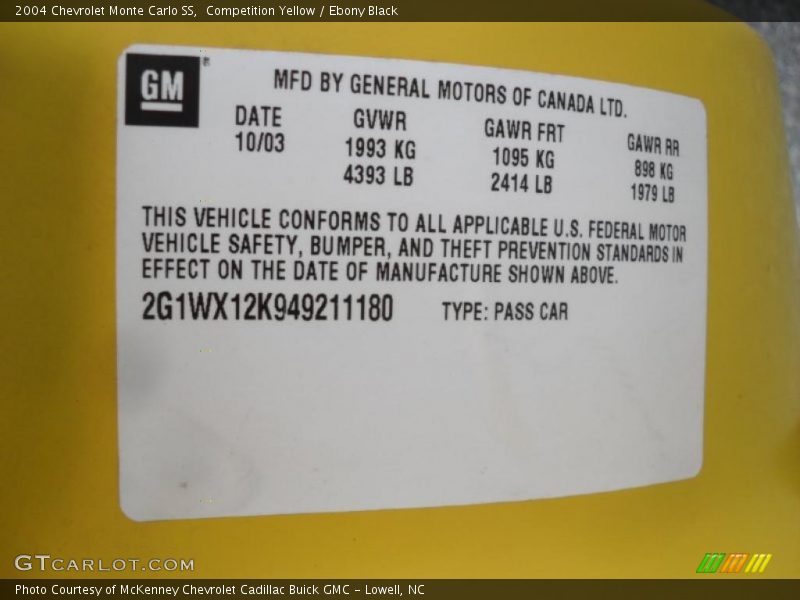 2004 Chevrolet Monte Carlo SS,  Competition Yellow / Ebony Black
GM®
MFD BY GENERAL MOTORS OF CANADA LTD.
DATE GVWR GAWR FRT GAWR RR
10/03 1993 KG 1095 KG 898 KG
4393 LB 2414 LB 1979 LB
THIS VEHICLE CONFORMS TO ALL APPLICABLE U.S. FEDERAL MOTOR
VEHICLE SAFETY, BUMPER, AND THEFT PREVENTION STANDARDS IN
EFFECT ON THE DATE OF MANUFACTURE SHOWN ABOVE.
2G1WX12K949211180 TYPE: PASS CAR
GTCARLOT.COM
Photo Courtesy of McKenney Chevrolet Cadillac Buick GMC - Lowell, NC